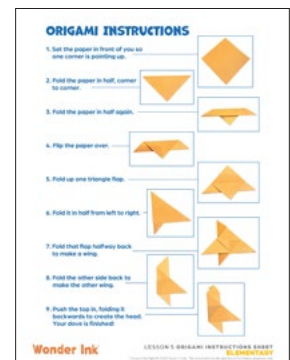 ORIGAMI INSTRUCTIONS
1. Set the paper in front of you so
one corner is pointing up.
2. Fold the paper in half, corner
to corner.
3. Fold the paper in half again.
4. Flip the paper over.
5. Fold up one triangle flap.
6. Fold it in half from left to right.
7. Fold that flap halfway back
to make a wing.
8. Fold the other side back to
make the other wing.
9. Push the top in, folding it
backwards to create the head.
Your dove is finished!
Wonder Ink
LESSON 5 ORIGAMI INSTRUCTIONS SHEET
ELEMENTARY